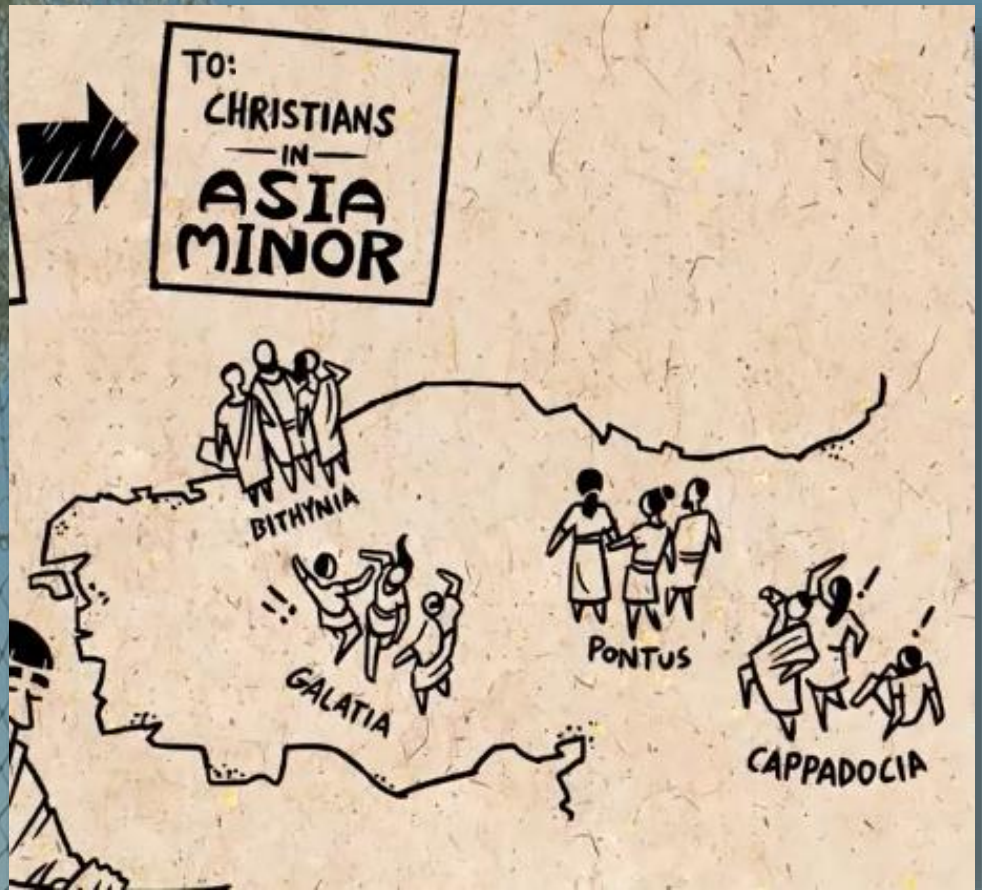 TO:
CHRISTIANS
IN
ASIA
MINOR
BITHYNIA
GALATIA
PONTUS
CAPPADOCIA